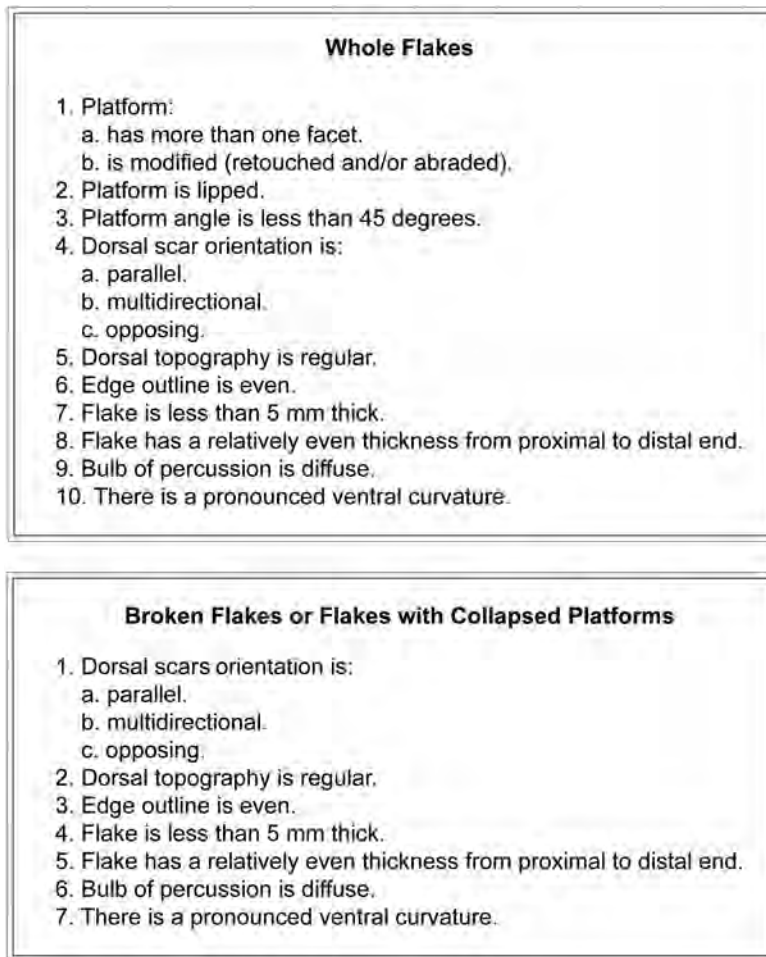 Whole Flakes
1. Platform:
a. has more than one facet.
b. is modified (retouched and/or abraded).
2. Platform is lipped.
3. Platform angle is less than 45 degrees.
4. Dorsal scar orientation is:
a. parallel.
b. multidirectional.
c. opposing.
5. Dorsal topography is regular.
6. Edge outline is even.
7. Flake is less than 5 mm thick.
8. Flake has a relatively even thickness from proximal to distal end.
9. Bulb of percussion is diffuse.
10. There is a pronounced ventral curvature.
Broken Flakes or Flakes with Collapsed Platforms
1. Dorsal scars orientation is:
a. parallel.
b. multidirectional.
c. opposing.
2. Dorsal topography is regular.
3. Edge outline is even.
4. Flake is less than 5 mm thick.
5. Flake has a relatively even thickness from proximal to distal end.
6. Bulb of percussion is diffuse.
7. There is a pronounced ventral curvature.